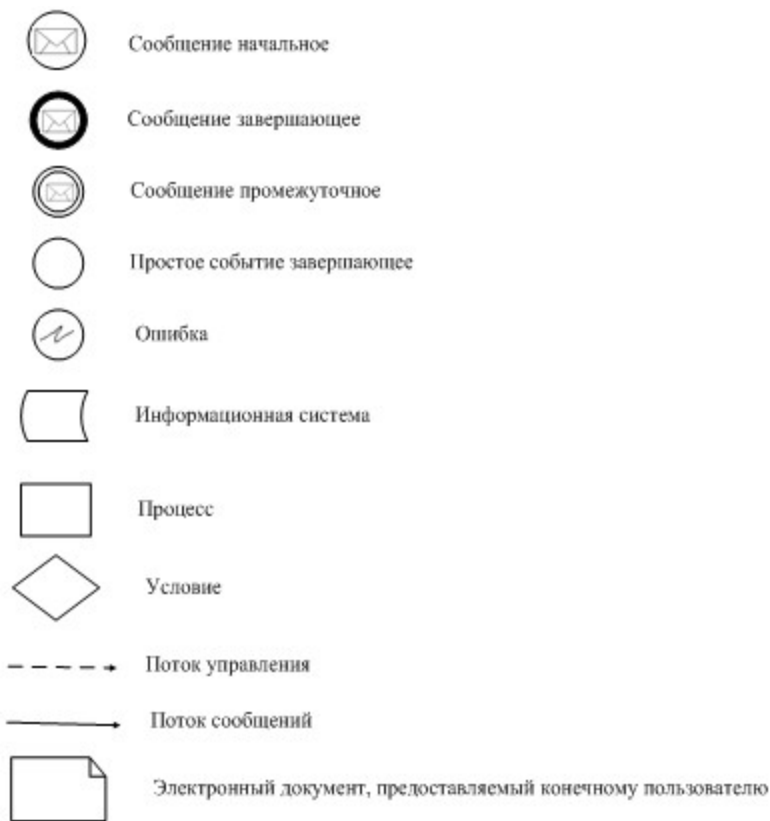 Сообщение начальное
Сообщение завершающее
Сообщение промежуточное
Простое событие завершающее
Ошибка
Информационная система
Процесс
Условие
Поток управления
Поток сообщений
Электронный документ, предоставляемый конечному пользователю